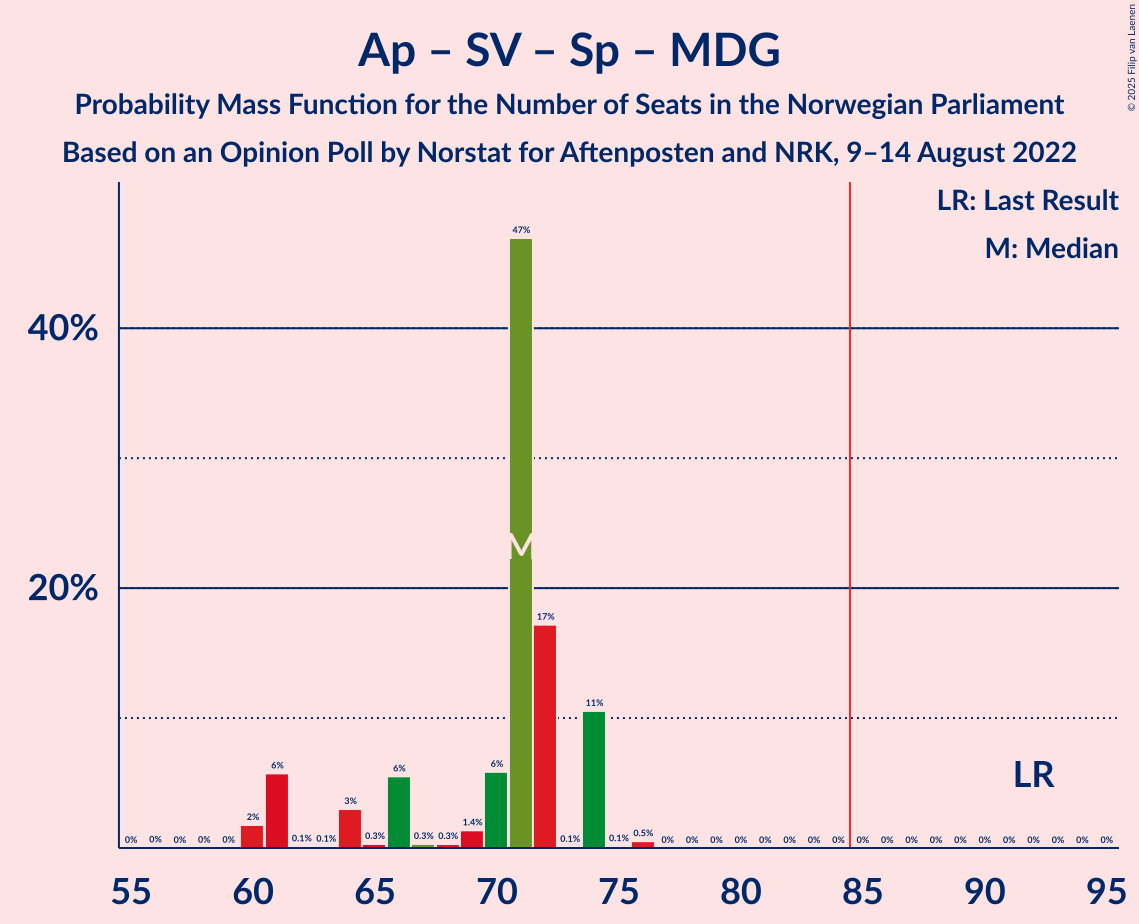 Ap – SV – Sp – MDG
Probability Mass Function for the Number of Seats in the Norwegian Parliament
Based on an Opinion Poll by Norstat for Aftenposten and NRK, 9–14 August 2022
© 2025 Filip van Laenen
LR: Last Result
M: Median
40%
20%
0% 0% 0% 0% 0% 2% 6% 0.1% 0.1% 3% 0.3% 6% 0.3% 0.3% 1.4% 6% 47% 17% 0.1% 11% 0.1% 0.5% 0% 0% 0% 0% 0% 0% 0% 0% 0% 0% 0% 0% 0% 0% 0% 0% 0% 0% 0%
M
LR
55 60 65 70 75 80 85 90 95